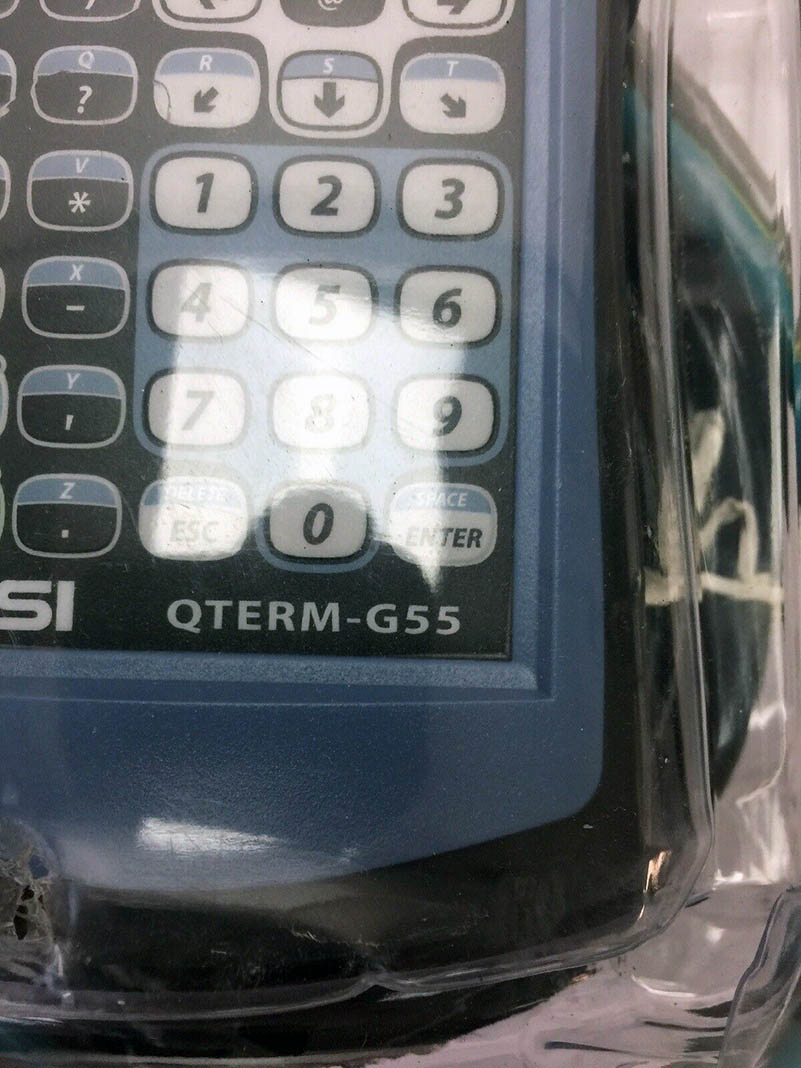 @
Q R S T
?
1 2 3
V
*
4 5 6
X
-
7 8 9
Y
,
Z DELETE SPACE
. ESC 0 ENTER
SI QTERM-G55